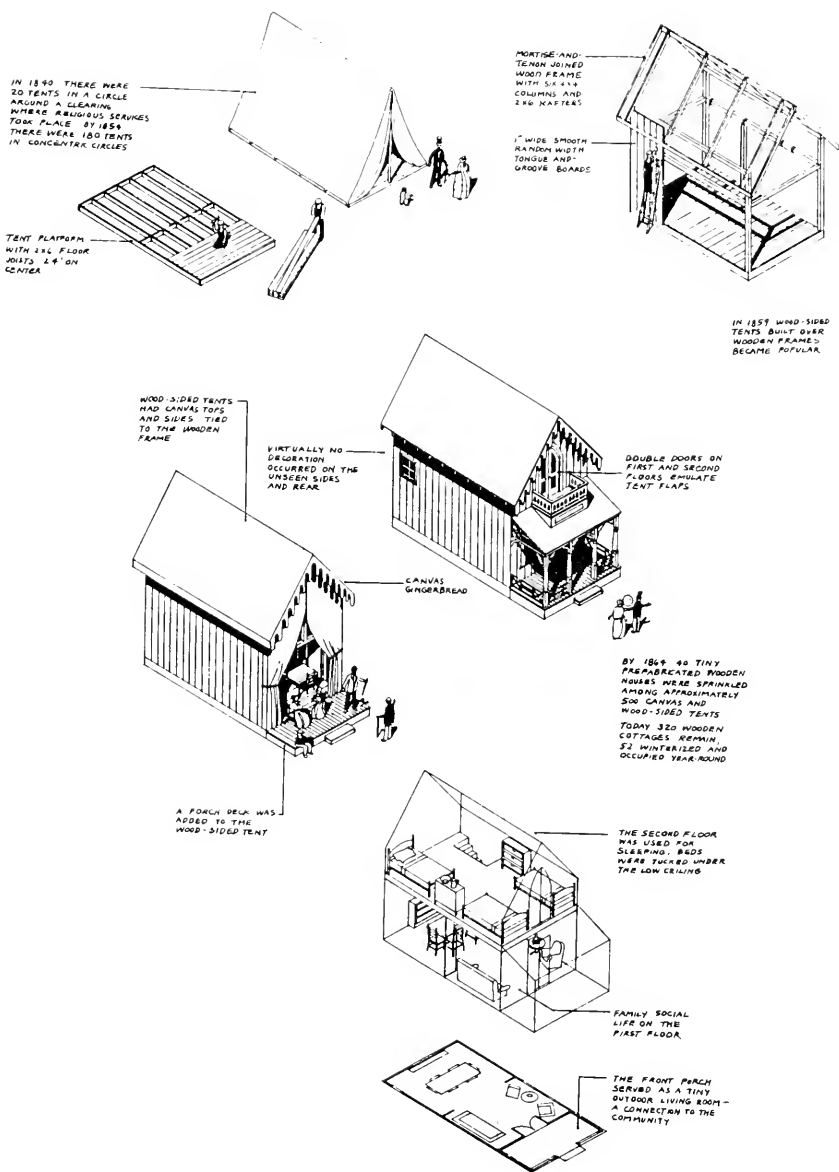 IN 1840 THERE WERE
20 TENTS IN A CIRCLE
AROUND A CLEARING
WHERE RELIGIOUS SERVICES
TOOK PLACE BY 1854
THERE WERE 180 TENTS
IN CONCENTRIC CIRCLES
TENT PLATFORM
WITH 2x6 FLOOR
JOISTS 24" ON
CENTER
MORTISE-AND-
TENON JOINED
WOOD FRAME
WITH SIX 4x4
COLUMNS AND
2x6 RAFTERS
1" WIDE SMOOTH
RANDOM WIDTH
TONGUE AND-
GROOVE BOARDS
IN 1859 WOOD-SIDED
TENTS BUILT OVER
WOODEN FRAMES
BECAME POPULAR
WOOD-SIDED TENTS
HAD CANVAS TOPS
AND SIDES TIED
TO THE WOODEN
FRAME
VIRTUALLY NO
DECORATION
OCCURRED ON THE
UNSEEN SIDES
AND REAR
DOUBLE DOORS ON
FIRST AND SECOND
FLOORS EMULATE
TENT FLAPS
CANVAS
GINGERBREAD
BY 1864 40 TINY
PREFABRICATED WOODEN
HOUSES WERE SPRINKLED
AMONG APPROXIMATELY
500 CANVAS AND
WOOD-SIDED TENTS
TODAY 320 WOODEN
COTTAGES REMAIN,
52 WINTERIZED AND
OCCUPIED YEAR-ROUND
A PORCH DECK WAS
ADDED TO THE
WOOD-SIDED TENT
THE SECOND FLOOR
WAS USED FOR
SLEEPING. BEDS
WERE TUCKED UNDER
THE LOW CEILING
FAMILY SOCIAL
LIFE ON THE
FIRST FLOOR
THE FRONT PORCH
SERVED AS A TINY
OUTDOOR LIVING ROOM –
A CONNECTION TO THE
COMMUNITY